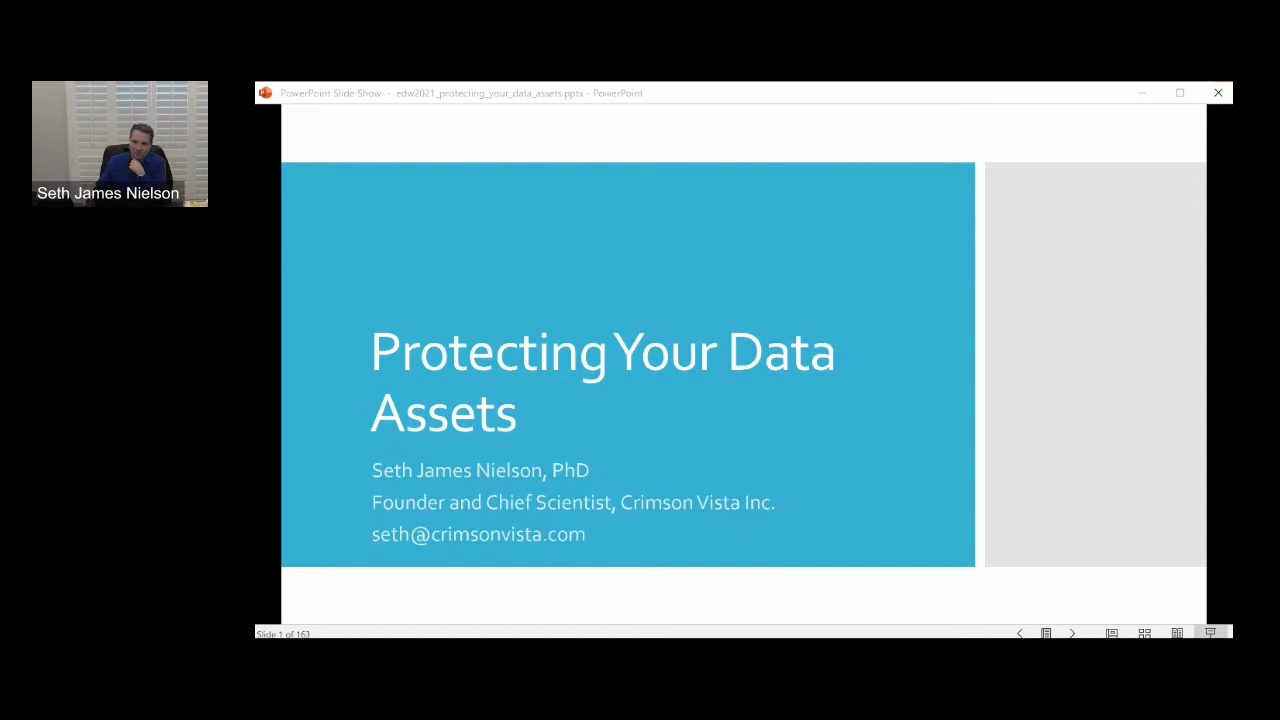 PowerPoint Slide Show - edw2021_protecting_your_data_assets.pptx - PowerPoint
Seth James Nielson
Protecting Your Data
Assets
Seth James Nielson, PhD
Founder and Chief Scientist, Crimson Vista Inc.
seth@crimsonvista.com
Slide 1 of 163